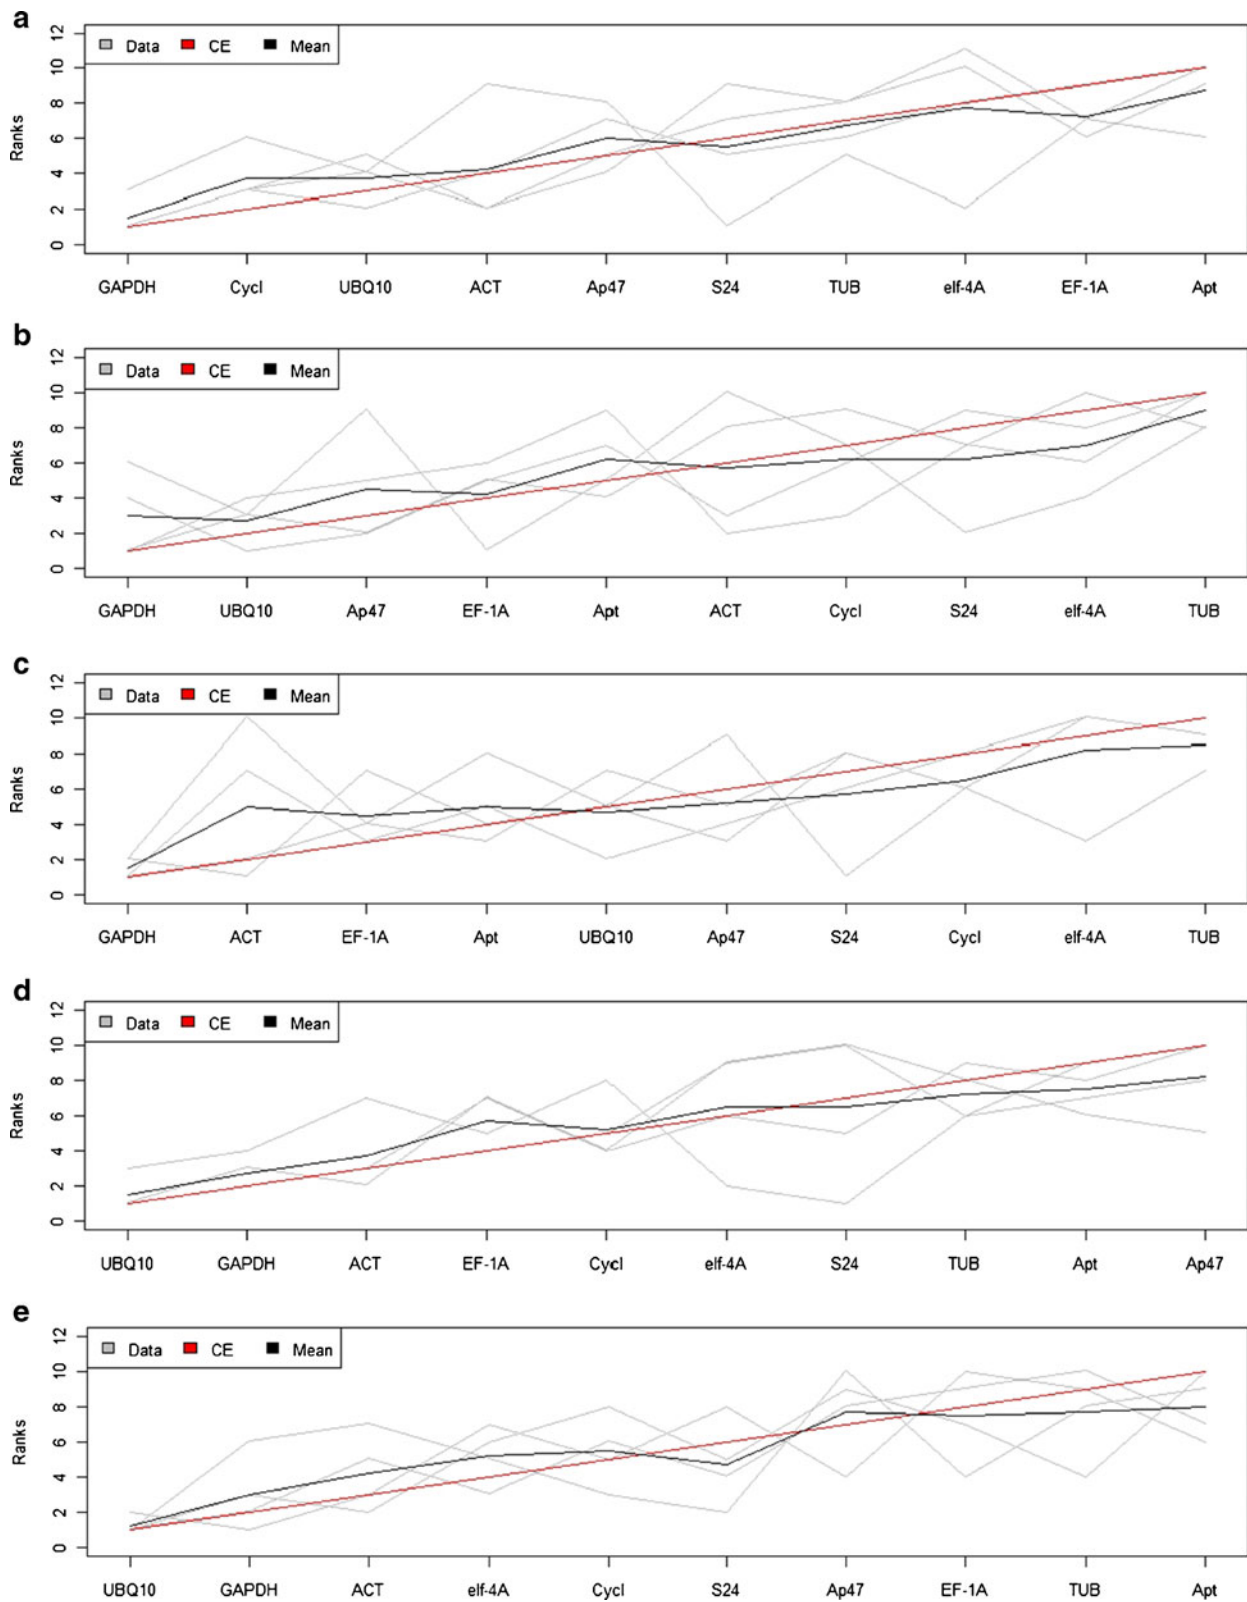 a
12
Data CE Mean
10
8
6
4
2
0
Ranks
GAPDH Cycl UBQ10 ACT Ap47 S24 TUB elf-4A EF-1A Apt
b
12
Data CE Mean
10
8
6
4
2
0
Ranks
GAPDH UBQ10 Ap47 EF-1A Apt ACT Cycl S24 elf-4A TUB
c
12
Data CE Mean
10
8
6
4
2
0
Ranks
GAPDH ACT EF-1A Apt UBQ10 Ap47 S24 Cycl elf-4A TUB
d
12
Data CE Mean
10
8
6
4
2
0
Ranks
UBQ10 GAPDH ACT EF-1A Cycl elf-4A S24 TUB Apt Ap47
e
12
Data CE Mean
10
8
6
4
2
0
Ranks
UBQ10 GAPDH ACT elf-4A Cycl S24 Ap47 EF-1A TUB Apt